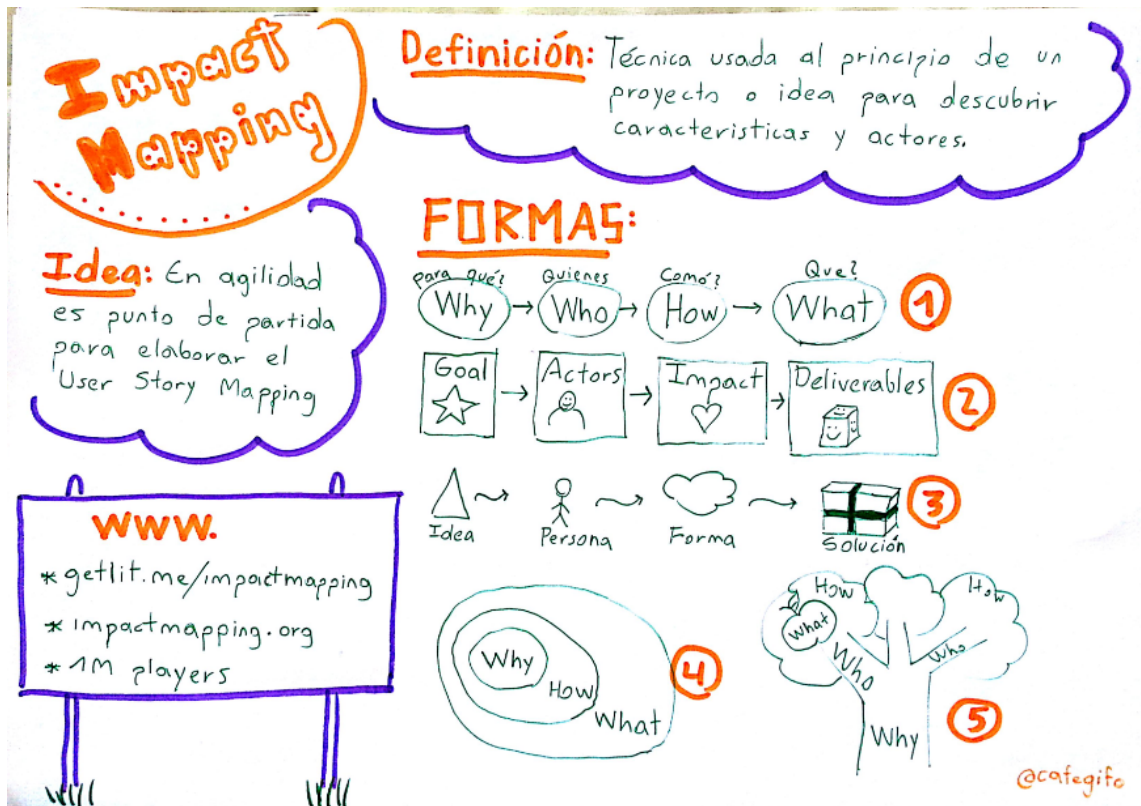 Impact
Mapping
Definición: Técnica usada al principio de un
proyecto o idea para descubrir
caracteristicas y actores.
Idea: En agilidad
es punto de partida
para elaborar el
User Story Mapping
FORMAS:
para qué? Quienes Comó? Que?
Why Who How What 1
Goal Actors Impact Deliverables 2
3
Idea Persona Forma Solución
Why
How
What
4
How How
What
Who Who
Why
5
www.
* getlit.me/impactmapping
* impactmapping.org
* 1M players
@cafegifo